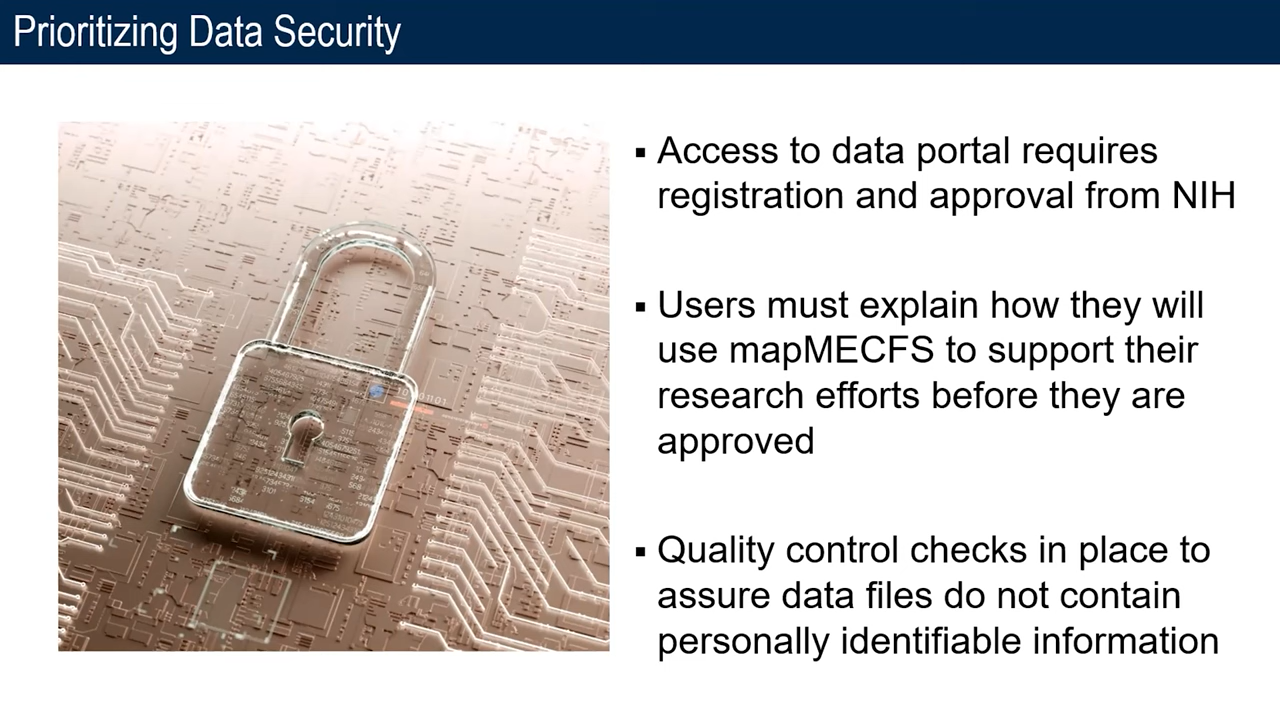 Prioritizing Data Security
▪ Access to data portal requires
registration and approval from NIH
▪ Users must explain how they will
use mapMECFS to support their
research efforts before they are
approved
▪ Quality control checks in place to
assure data files do not contain
personally identifiable information